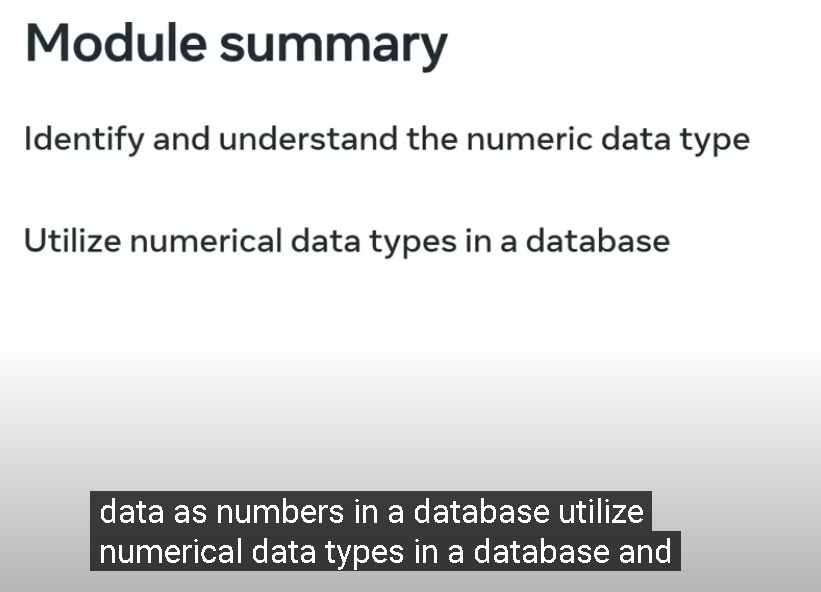 Module summary
Identify and understand the numeric data type
Utilize numerical data types in a database
data as numbers in a database utilize
numerical data types in a database and